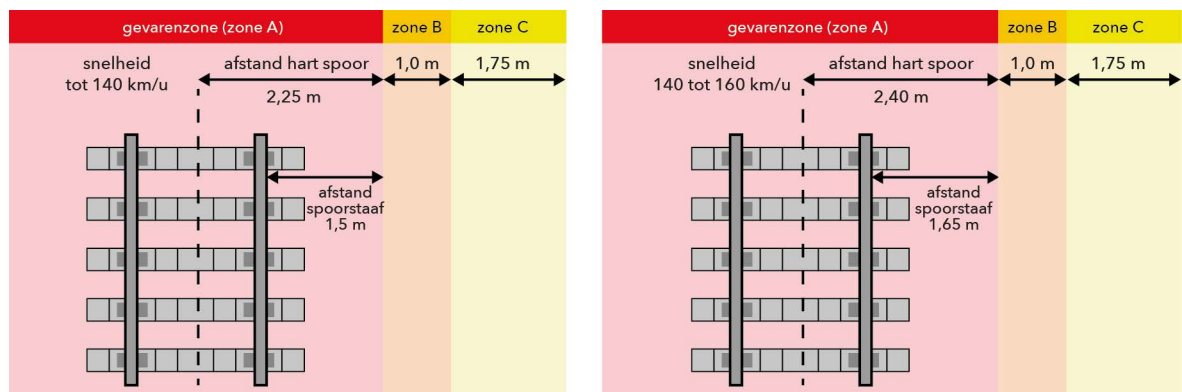 gevarenzone (zone A)
zone B
zone C
snelheid
tot 140 km/u
afstand hart spoor
2,25 m
1,0 m
1,75 m
afstand
spoorstaaf
1,5 m
gevarenzone (zone A)
zone B
zone C
snelheid
140 tot 160 km/u
afstand hart spoor
2,40 m
1,0 m
1,75 m
afstand
spoorstaaf
1,65 m